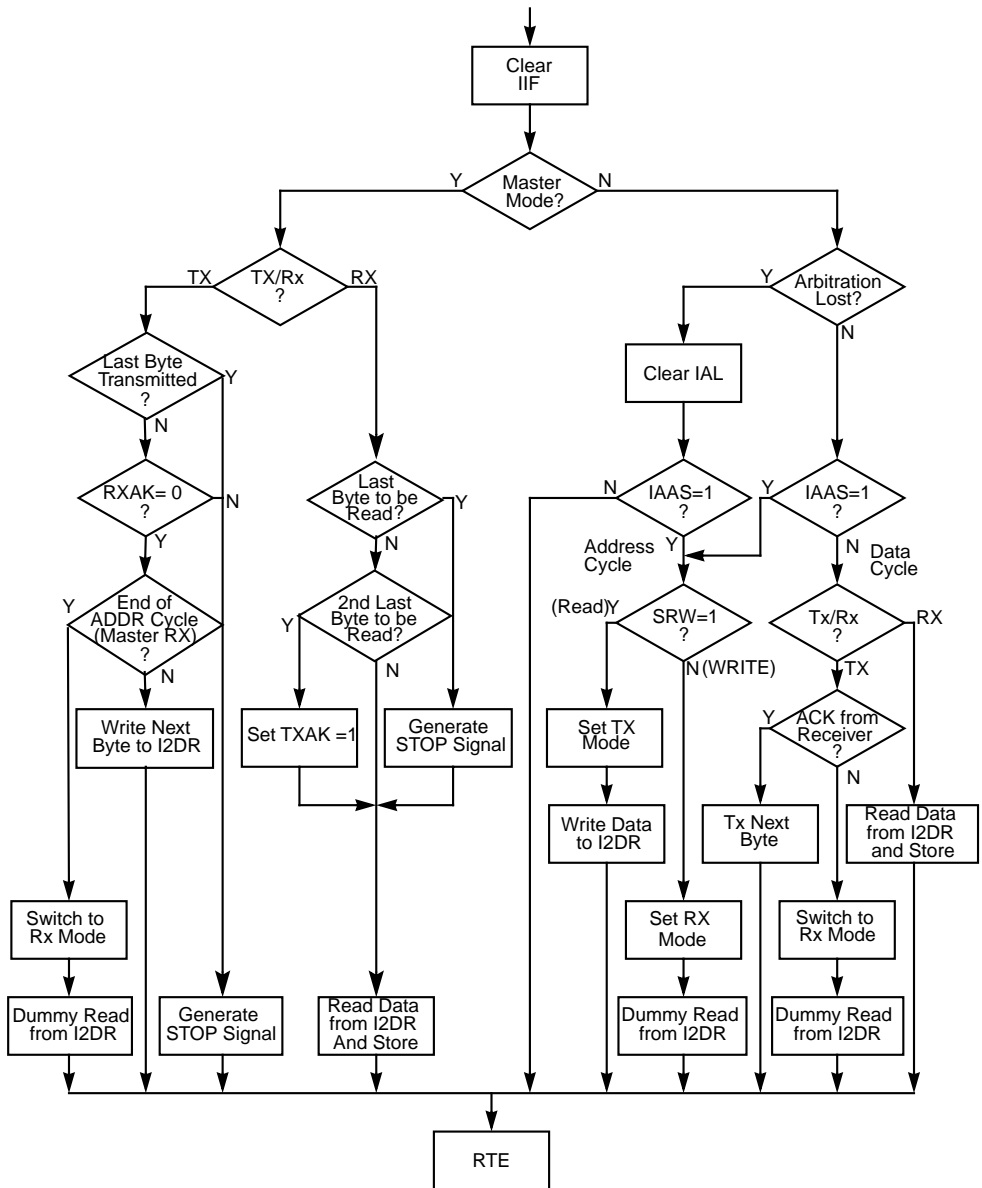 Clear
IIF
Master
Mode?
Y
N
TX/Rx
?
TX
RX
Arbitration
Lost?
Y
N
Last Byte
Transmitted
?
Y
N
Clear IAL
RXAK= 0
?
N
Y
Last
Byte to be
Read?
Y
N
IAAS=1
?
N
Y
IAAS=1
?
Y
N
Address
Cycle
Data
Cycle
End of
ADDR Cycle
(Master RX)
?
Y
N
2nd Last
Byte to be
Read?
Y
N
SRW=1
?
(Read)
Y
N
(WRITE)
Tx/Rx
?
RX
TX
Write Next
Byte to I2DR
Set TXAK =1
Generate
STOP Signal
Set TX
Mode
ACK from
Receiver
?
Y
N
Write Data
to I2DR
Tx Next
Byte
Read Data
from I2DR
and Store
Switch to
Rx Mode
Set RX
Mode
Switch to
Rx Mode
Dummy Read
from I2DR
Generate
STOP Signal
Read Data
from I2DR
And Store
Dummy Read
from I2DR
Dummy Read
from I2DR
RTE